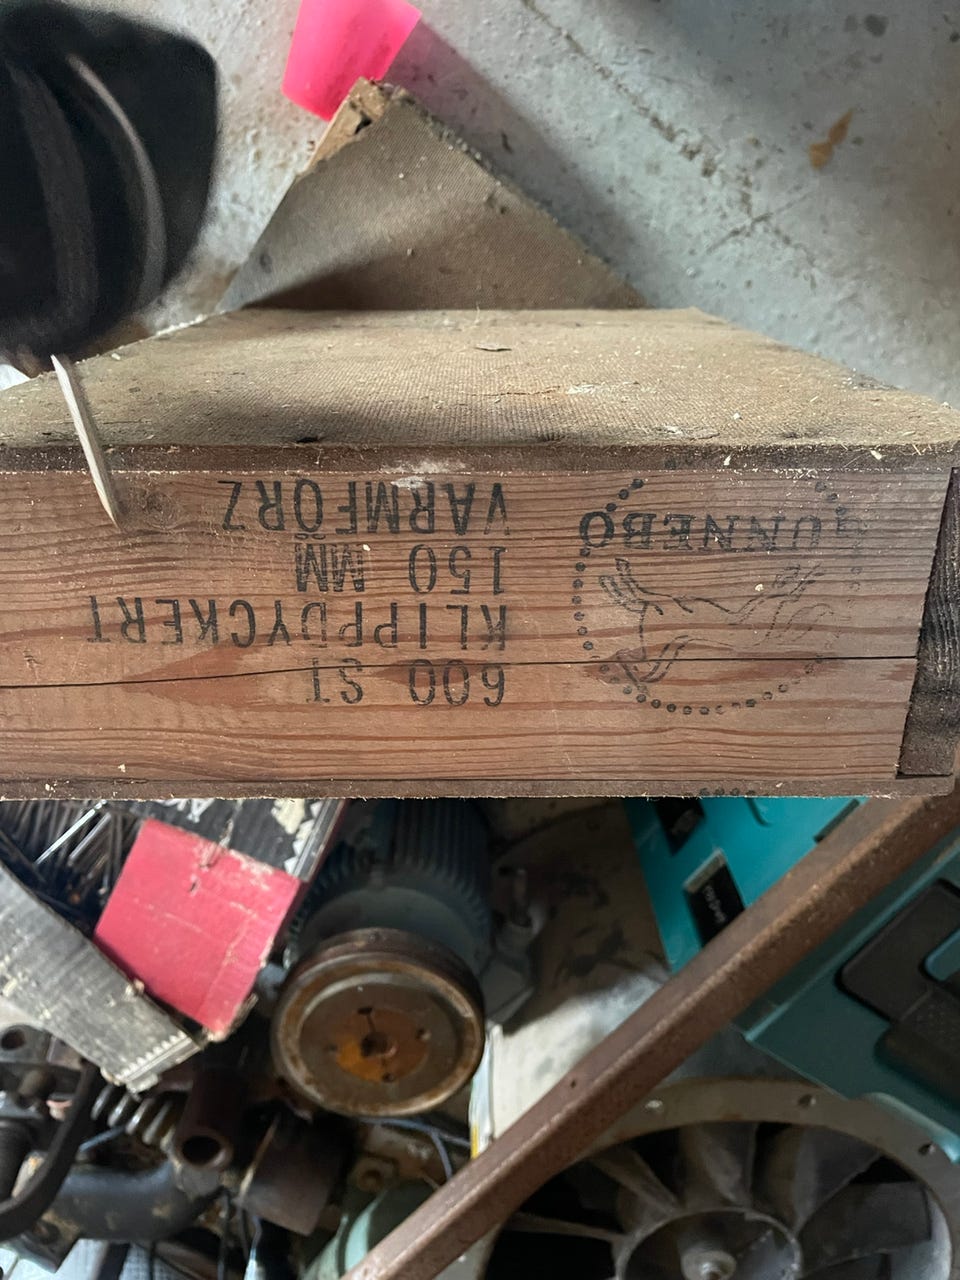 600 ST
KLIPPDYCKERT
150 MM
VARMFÖRZ
GUNNEBO